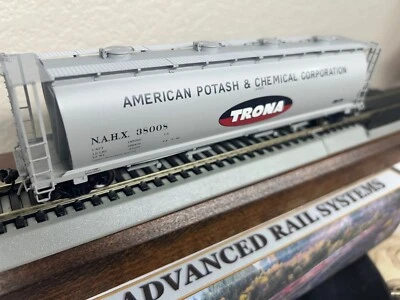 AMERICAN POTASH & CHEMICAL CORPORATION
TRONA
N.A.H.X. 38008
ADVANCED RAIL SYSTEMS